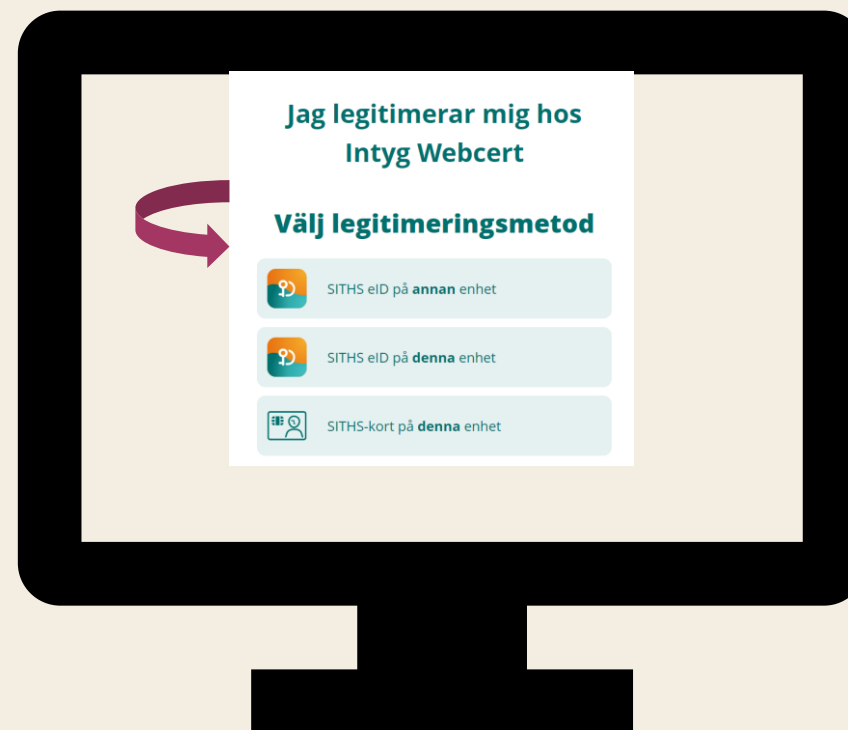 Jag legitimerar mig hos
Intyg Webcert
Välj legitimeringsmetod
SITHS eID på annan enhet
SITHS eID på denna enhet
SITHS-kort på denna enhet